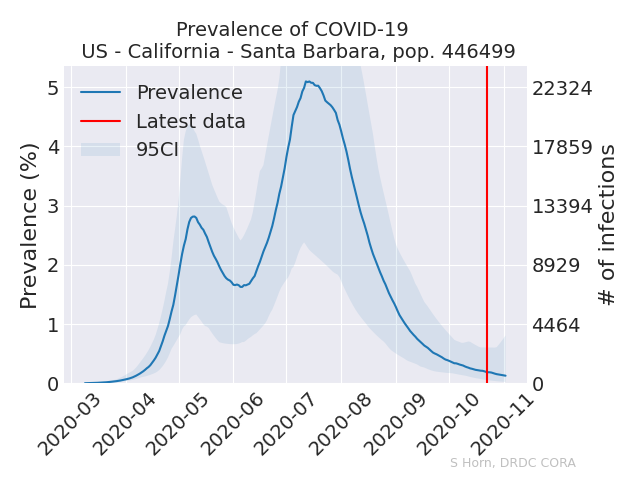 Prevalence of COVID-19
US - California - Santa Barbara, pop. 446499
Prevalence (%)
5
4
3
2
1
0
Prevalence
Latest data
95CI
22324
17859
13394
8929
4464
0
# of infections
2020-03
2020-04
2020-05
2020-06
2020-07
2020-08
2020-09
2020-10
2020-11
S Horn, DRDC CORA